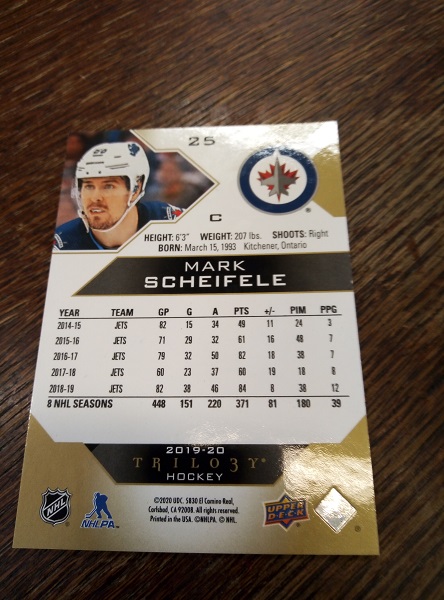 25
C
HEIGHT: 6'3" WEIGHT: 207 lbs. SHOOTS: Right
BORN: March 15, 1993 Kitchener, Ontario
MARK
SCHEIFELE
YEAR TEAM GP G A PTS +/- PIM PPG
2014-15 JETS 82 15 34 49 11 24 3
2015-16 JETS 71 29 32 61 16 48 7
2016-17 JETS 79 32 50 82 18 38 7
2017-18 JETS 60 23 37 60 19 18 8
2018-19 JETS 82 38 46 84 8 38 12
8 NHL SEASONS 448 151 220 371 81 180 39
2019-20
TRILO3Y®
HOCKEY
©2020 UDC. 5830 El Camino Real,
Carlsbad, CA 92008. All rights reserved.
Printed in the USA. ©NHLPA. © NHL.
NHL
NHLPA
UPPER
DECK